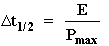 Δt1/2 = E / Pmax